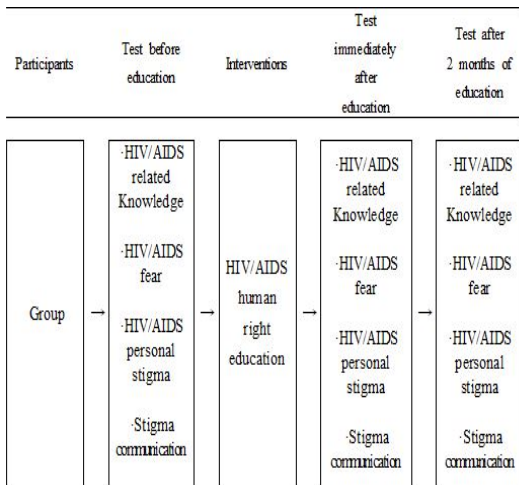 Participants
Test before
education
Interventions
Test
immediately
after
education
Test after
2 months of
education
Group
→
·HIV/AIDS
related
Knowledge
·HIV/AIDS
fear
·HIV/AIDS
personal
stigma
·Stigma
communication
→
HIV/AIDS
human
right
education
→
·HIV/AIDS
related
Knowledge
·HIV/AIDS
fear
·HIV/AIDS
personal
stigma
·Stigma
communication
→
·HIV/AIDS
related
Knowledge
·HIV/AIDS
fear
·HIV/AIDS
personal
stigma
·Stigma
communication